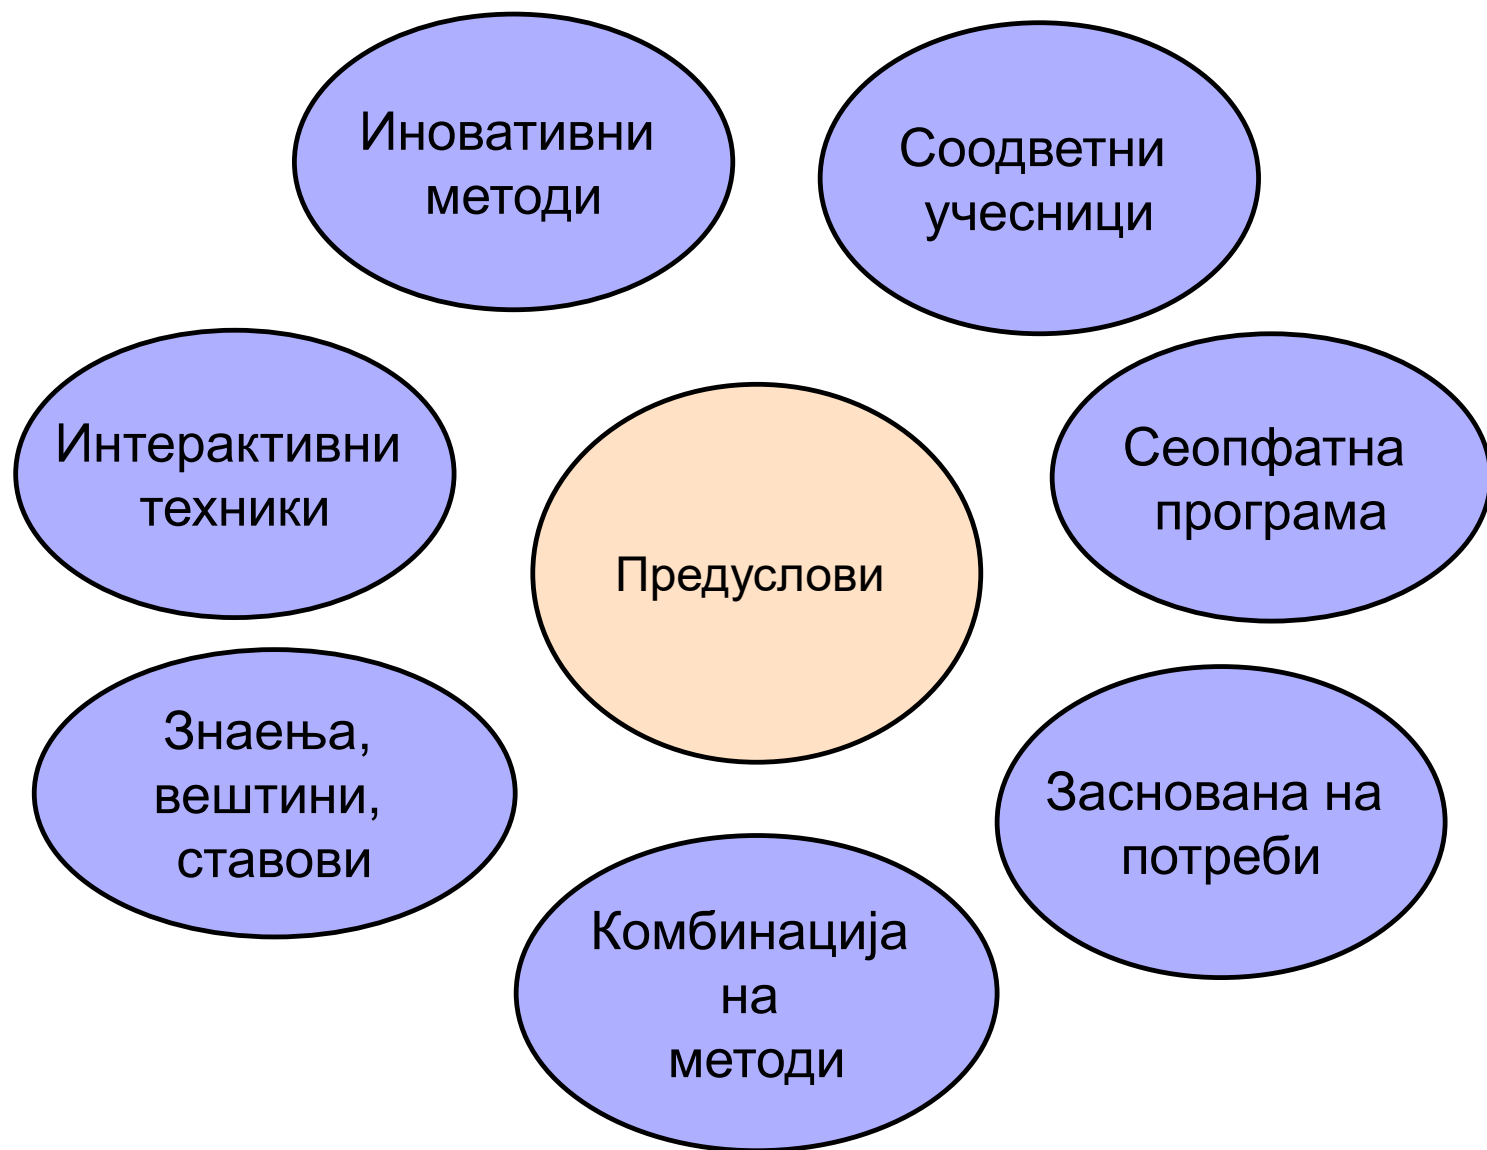 Иновативни
методи
Соодветни
учесници
Интерактивни
техники
Сеопфатна
програма
Предуслови
Знаења,
вештини,
ставови
Заснована на
потреби
Комбинација
на
методи